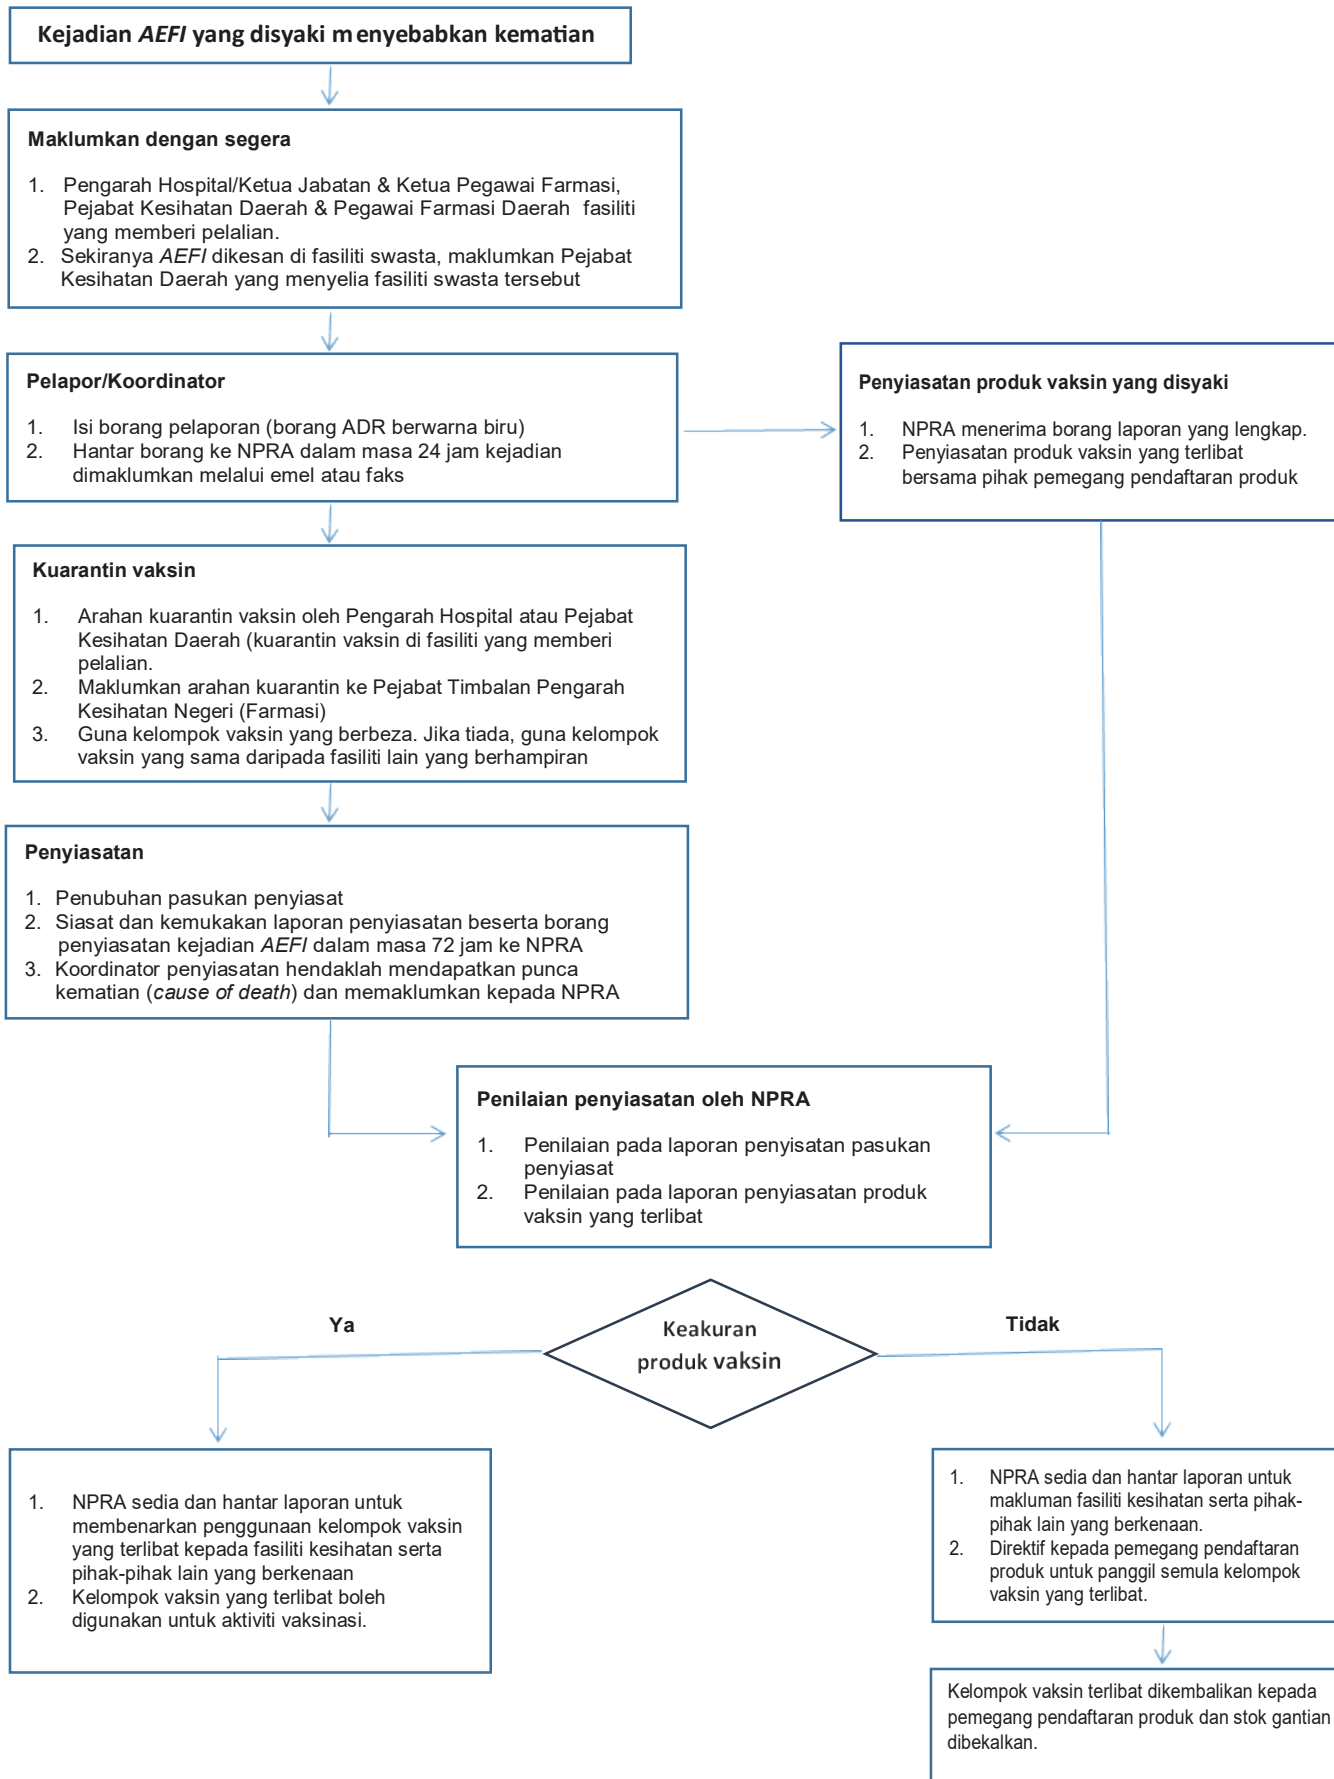 Kejadian AEFI yang disyaki menyebabkan kematian
Maklumkan dengan segera
1. Pengarah Hospital/Ketua Jabatan & Ketua Pegawai Farmasi,
Pejabat Kesihatan Daerah & Pegawai Farmasi Daerah fasiliti
yang memberi pelalian.
2. Sekiranya AEFI dikesan di fasiliti swasta, maklumkan Pejabat
Kesihatan Daerah yang menyelia fasiliti swasta tersebut
Pelapor/Koordinator
1. Isi borang pelaporan (borang ADR berwarna biru)
2. Hantar borang ke NPRA dalam masa 24 jam kejadian
dimaklumkan melalui emel atau faks
Penyiasatan produk vaksin yang disyaki
1. NPRA menerima borang laporan yang lengkap.
2. Penyiasatan produk vaksin yang terlibat
bersama pihak pemegang pendaftaran produk
Kuarantin vaksin
1. Arahan kuarantin vaksin oleh Pengarah Hospital atau Pejabat
Kesihatan Daerah (kuarantin vaksin di fasiliti yang memberi
pelalian.
2. Maklumkan arahan kuarantin ke Pejabat Timbalan Pengarah
Kesihatan Negeri (Farmasi)
3. Guna kelompok vaksin yang berbeza. Jika tiada, guna kelompok
vaksin yang sama daripada fasiliti lain yang berhampiran
Penyiasatan
1. Penubuhan pasukan penyiasat
2. Siasat dan kemukakan laporan penyiasatan beserta borang
penyiasatan kejadian AEFI dalam masa 72 jam ke NPRA
3. Koordinator penyiasatan hendaklah mendapatkan punca
kematian (cause of death) dan memaklumkan kepada NPRA
Penilaian penyiasatan oleh NPRA
1. Penilaian pada laporan penyisatan pasukan
penyiasat
2. Penilaian pada laporan penyiasatan produk
vaksin yang terlibat
Ya
Keakuran
produk vaksin
Tidak
1. NPRA sedia dan hantar laporan untuk
membenarkan penggunaan kelompok vaksin
yang terlibat kepada fasiliti kesihatan serta
pihak-pihak lain yang berkenaan
2. Kelompok vaksin yang terlibat boleh
digunakan untuk aktiviti vaksinasi.
1. NPRA sedia dan hantar laporan untuk
makluman fasiliti kesihatan serta pihak-
pihak lain yang berkenaan.
2. Direktif kepada pemegang pendaftaran
produk untuk panggil semula kelompok
vaksin yang terlibat.
Kelompok vaksin terlibat dikembalikan kepada
pemegang pendaftaran produk dan stok gantian
dibekalkan.